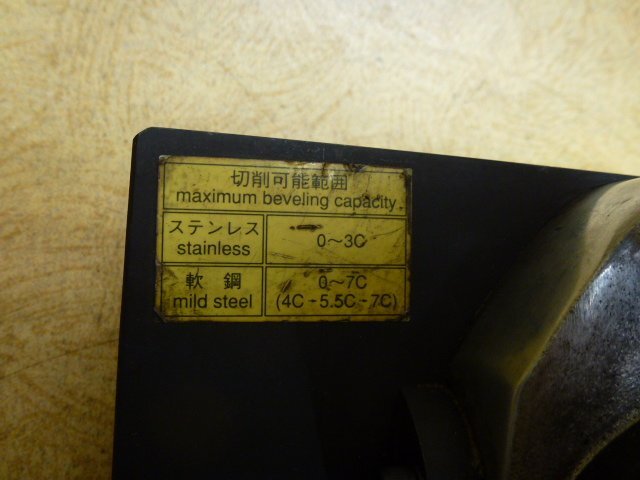 切削可能範囲
maximum beveling capacity
ステンレス
stainless
0～3C
軟 鋼
mild steel
0～7C
(4C→5.5C→7C)